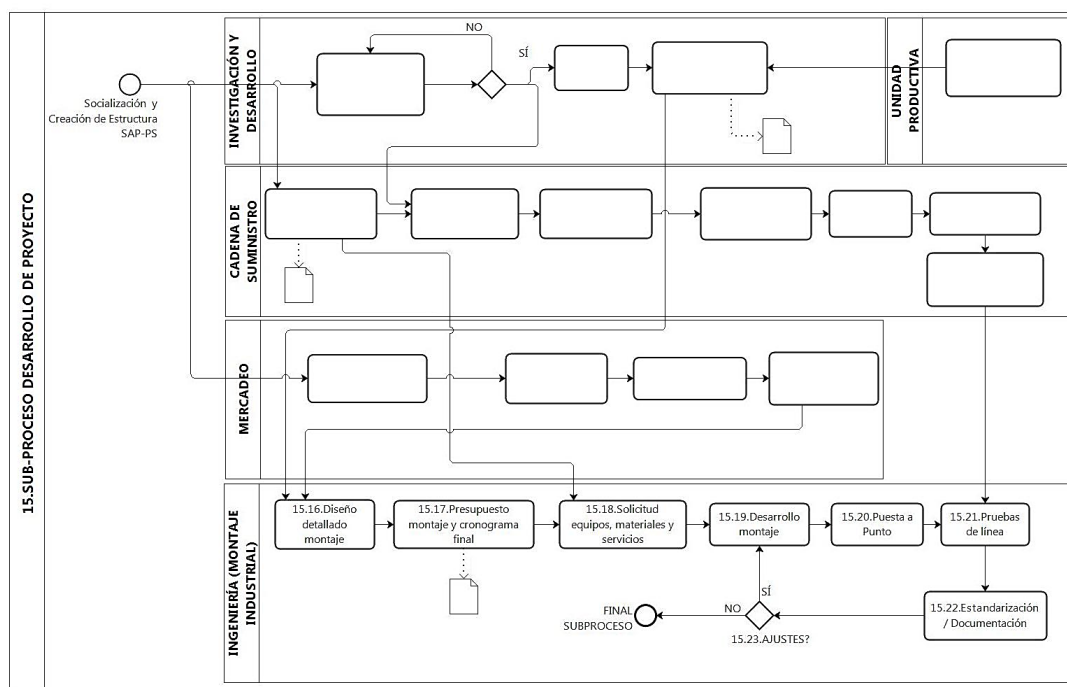 15.SUB-PROCESO DESARROLLO DE PROYECTO
Socialización y
Creación de Estructura
SAP-PS
INVESTIGACIÓN Y
DESARROLLO
NO
SÍ
UNIDAD
PRODUCTIVA
CADENA DE
SUMINISTRO
MERCADEO
INGENIERÍA (MONTAJE
INDUSTRIAL)
15.16.Diseño
detallado
montaje
15.17.Presupuesto
montaje y cronograma
final
15.18.Solicitud
equipos, materiales y
servicios
15.19.Desarrollo
montaje
15.20.Puesta a
Punto
15.21.Pruebas
de línea
15.22.Estandarización
/ Documentación
SÍ
NO
15.23.AJUSTES?
FINAL
SUBPROCESO